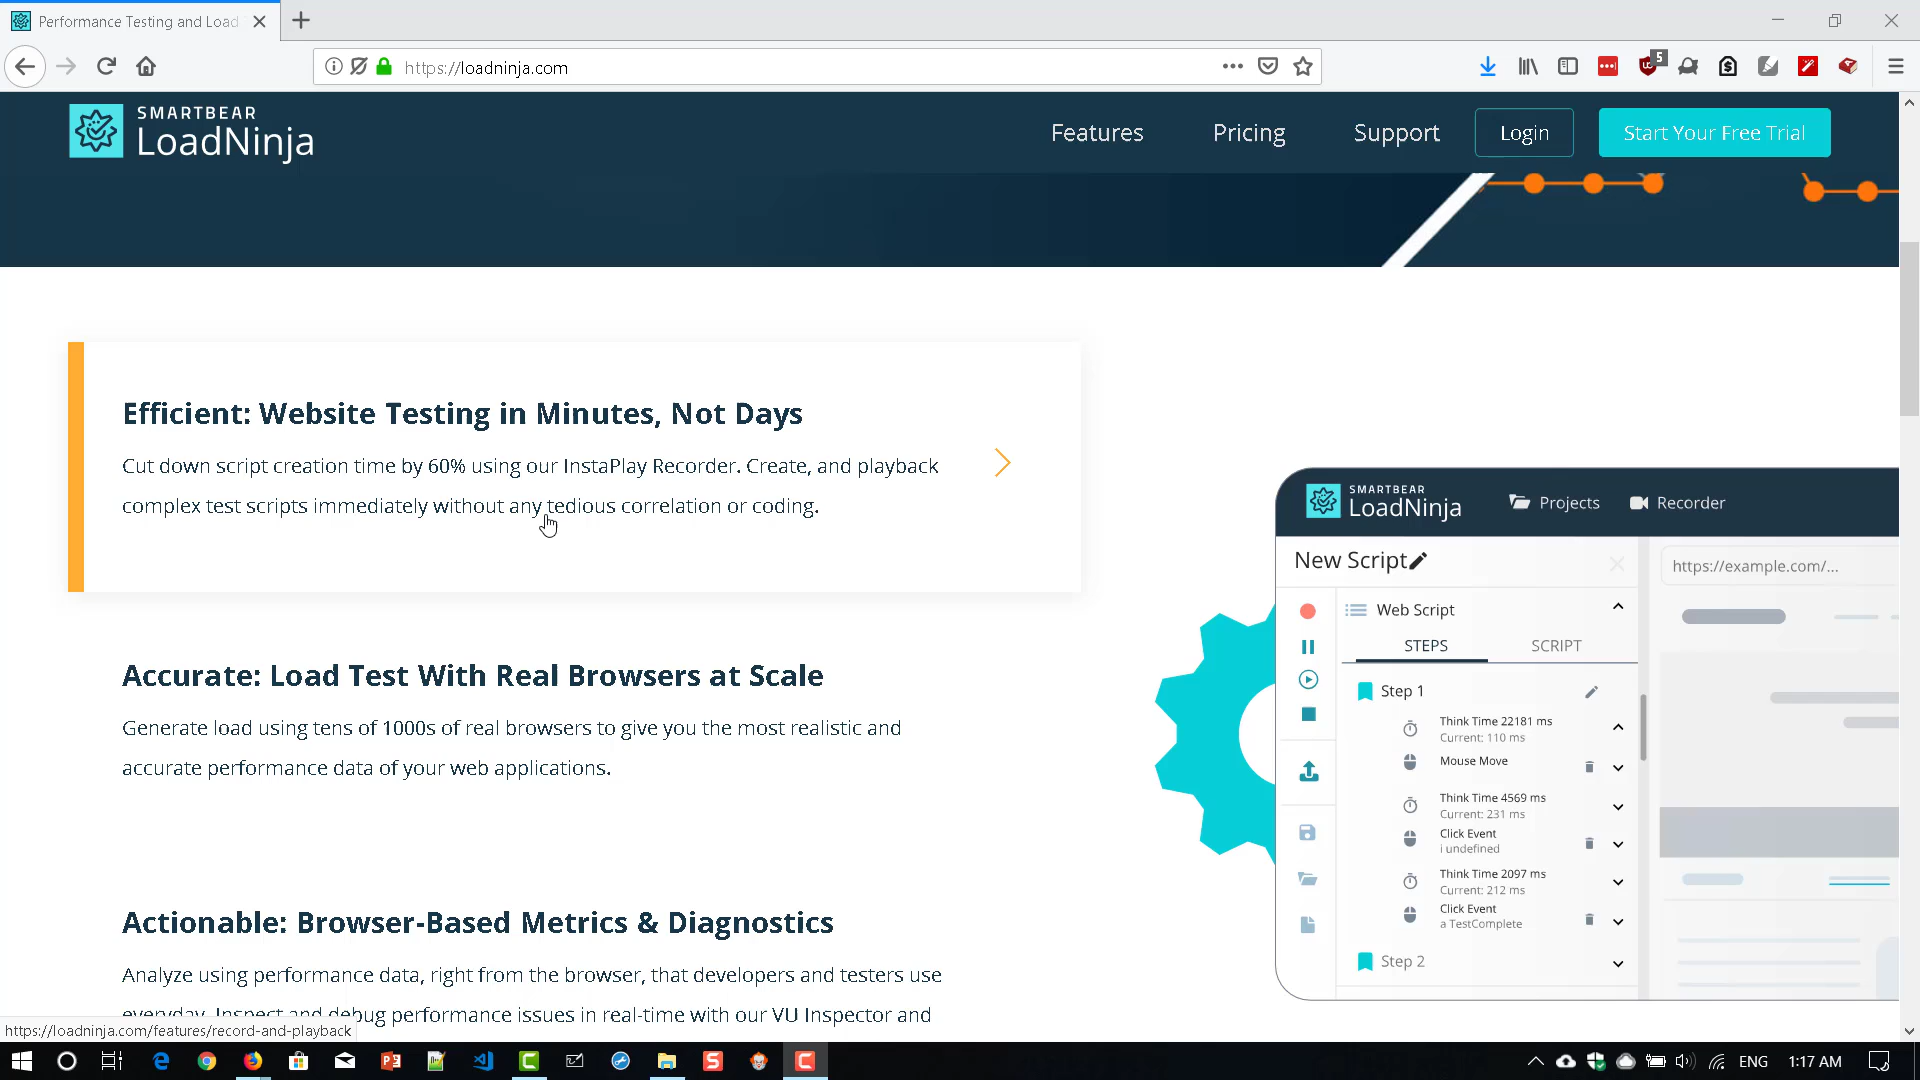 Performance Testing and Load
https://loadninja.com
5
SMARTBEAR
LoadNinja
Features
Pricing
Support
Login
Start Your Free Trial
Efficient: Website Testing in Minutes, Not Days
Cut down script creation time by 60% using our InstaPlay Recorder. Create, and playback
complex test scripts immediately without any tedious correlation or coding.
Accurate: Load Test With Real Browsers at Scale
Generate load using tens of 1000s of real browsers to give you the most realistic and
accurate performance data of your web applications.
Actionable: Browser-Based Metrics & Diagnostics
Analyze using performance data, right from the browser, that developers and testers use
everyday. Inspect and debug performance issues in real-time with our VU Inspector and
SMARTBEAR
LoadNinja
Projects
Recorder
New Script
https://example.com/...
Web Script
STEPS
SCRIPT
Step 1
Think Time 22181 ms
Current: 110 ms
Mouse Move
Think Time 4569 ms
Current: 231 ms
Click Event
i undefined
Think Time 2097 ms
Current: 212 ms
Click Event
a TestComplete
Step 2
https://loadninja.com/features/record-and-playback
ENG
1:17 AM